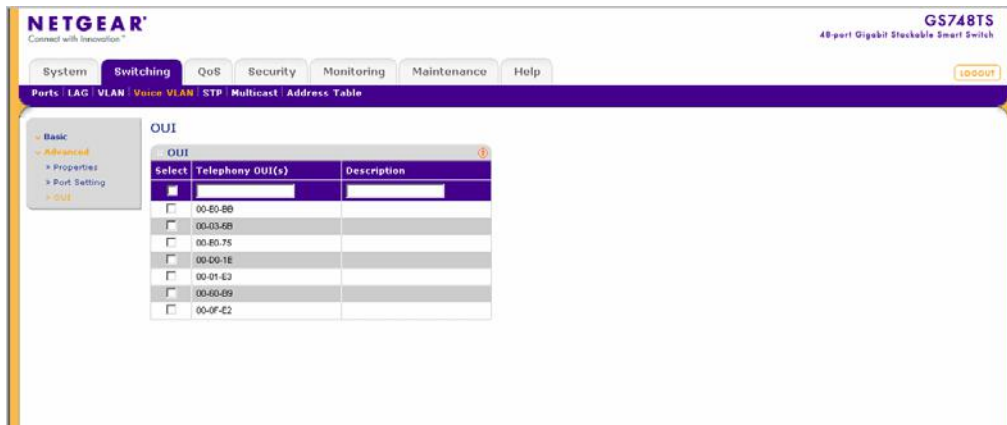 NETGEAR
Connect with Innovation™
GS748TS
48-port Gigabit Stackable Smart Switch
System Switching QoS Security Monitoring Maintenance Help
LOGOUT
Ports LAG VLAN Voice VLAN STP Multicast Address Table
Basic
Advanced
Properties
Port Setting
OUI
OUI
OUI
Select Telephony OUI(s) Description
00-E0-BB
00-03-6B
00-E0-75
00-D0-1E
00-01-E3
00-60-B9
00-0F-E2